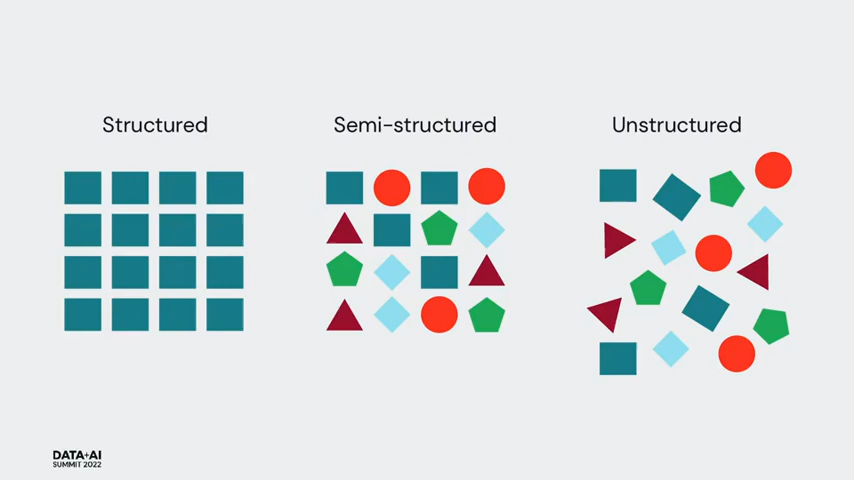 Structured
Semi-structured
Unstructured
DATA+AI
SUMMIT 2022